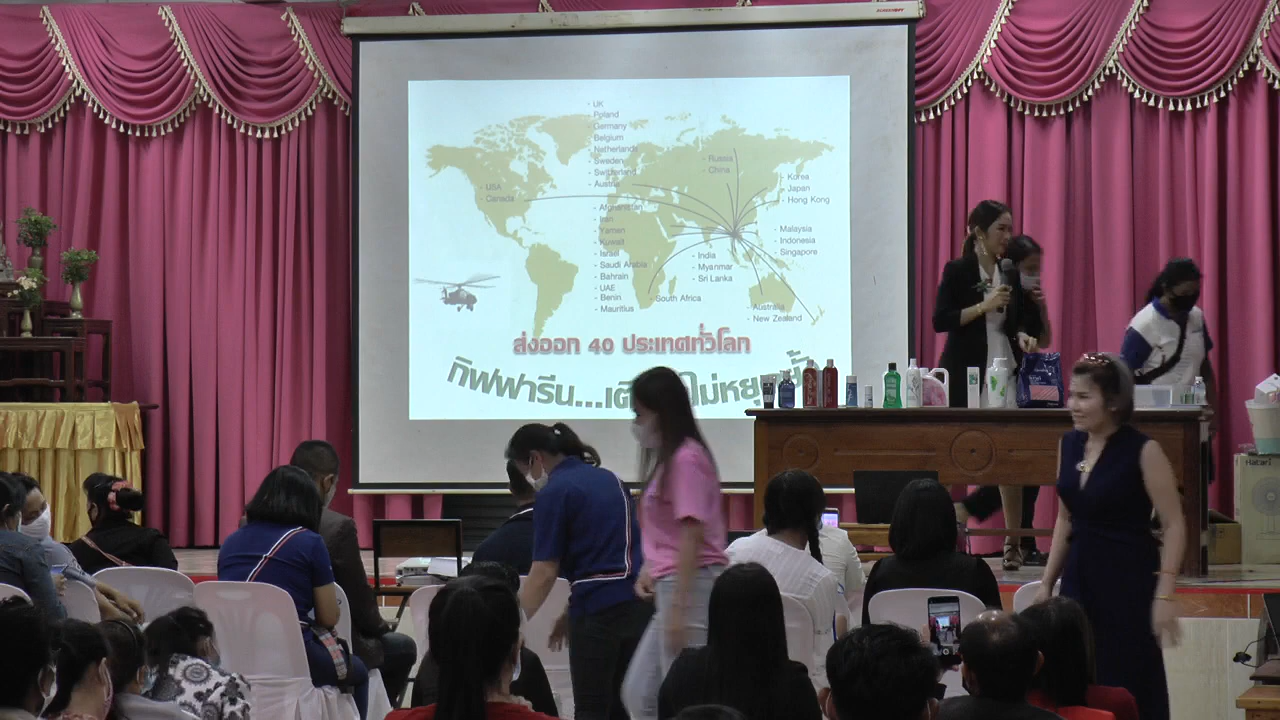 SCREENBOY
- UK
- Poland
- Germany
- Belgium
- Netherlands
- Sweden
- Switzerland
- Austria
- Russia
- China
- USA
- Canada
- Korea
- Japan
- Hong Kong
- Afghanistan
- Iran
- Yemen
- Kuwait
- Israel
- Saudi Arabia
- Bahrain
- UAE
- Benin
- Mauritius
- Malaysia
- Indonesia
- Singapore
- India
- Myanmar
- Sri Lanka
- South Africa
- Australia
- New Zealand
ส่งออก 40 ประเทศทั่วโลก
กิฟฟารีน...
Hatari